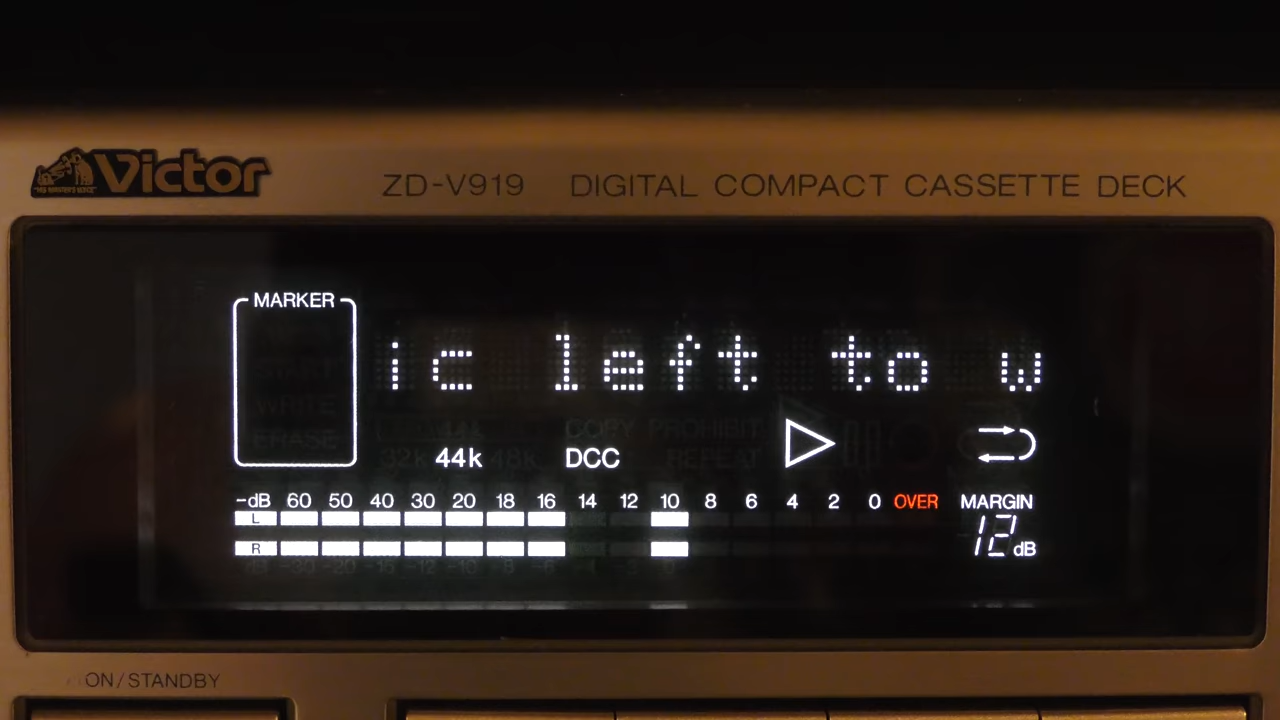 Victor
ZD-V919 DIGITAL COMPACT CASSETTE DECK
MARKER
ic left to w
44k DCC
-dB 60 50 40 30 20 18 16 14 12 10 8 6 4 2 0 OVER MARGIN
L
R
12 dB
ON/STANDBY